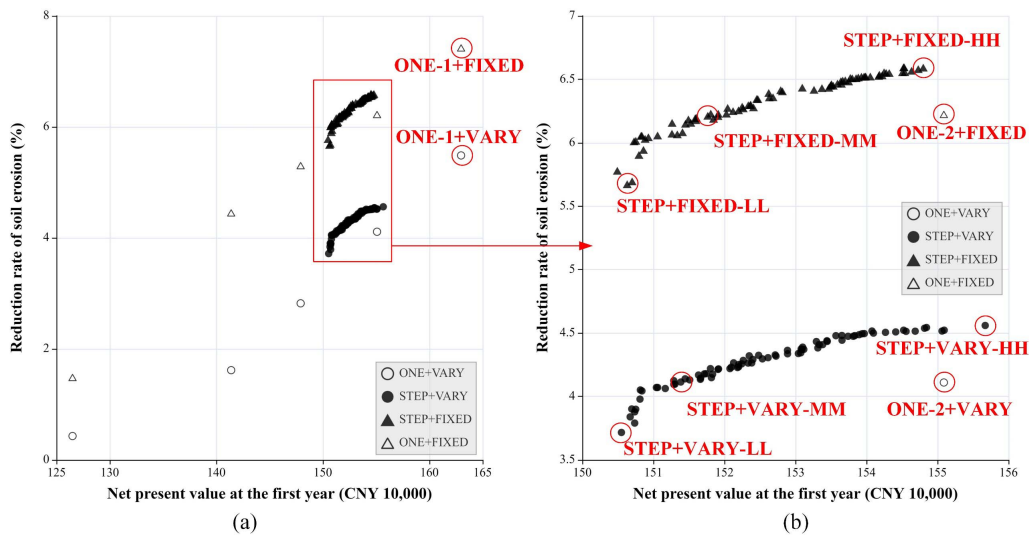 8
6
4
2
0
125
130
140
150
160
165
Reduction rate of soil erosion (%)
Net present value at the first year (CNY 10,000)
ONE-1+FIXED
ONE-1+VARY
ONE+VARY
STEP+VARY
STEP+FIXED
ONE+FIXED
(a)
7
6.5
6
5.5
5
4.5
4
3.5
150
151
152
153
154
155
156
Reduction rate of soil erosion (%)
Net present value at the first year (CNY 10,000)
STEP+FIXED-HH
STEP+FIXED-MM
ONE-2+FIXED
STEP+FIXED-LL
ONE+VARY
STEP+VARY
STEP+FIXED
ONE+FIXED
STEP+VARY-HH
STEP+VARY-MM
ONE-2+VARY
STEP+VARY-LL
(b)